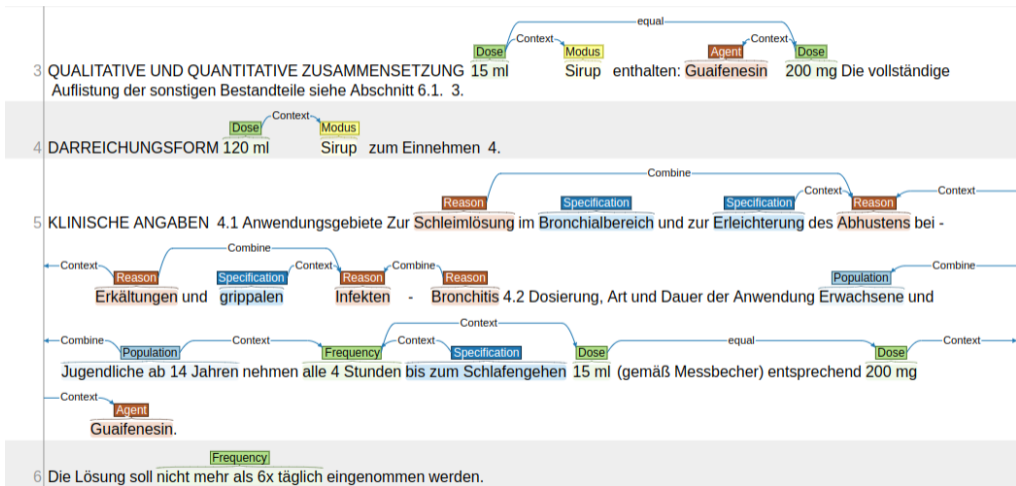 equal
Context Context
Dose Modus Agent Dose
3 QUALITATIVE UND QUANTITATIVE ZUSAMMENSETZUNG 15 ml Sirup enthalten: Guaifenesin 200 mg Die vollständige
Auflistung der sonstigen Bestandteile siehe Abschnitt 6.1. 3.
Context
Dose Modus
4 DARREICHUNGSFORM 120 ml Sirup zum Einnehmen 4.
Combine
Context Context
Reason Specification Specification Reason
5 KLINISCHE ANGABEN 4.1 Anwendungsgebiete Zur Schleimlösung im Bronchialbereich und zur Erleichterung des Abhustens bei -
Combine
Context Context Combine Combine
Reason Specification Reason Reason Population
Erkältungen und grippalen Infekten - Bronchitis 4.2 Dosierung, Art und Dauer der Anwendung Erwachsene und
Context
Combine Context Context equal Context
Population Frequency Specification Dose Dose
Jugendliche ab 14 Jahren nehmen alle 4 Stunden bis zum Schlafengehen 15 ml (gemäß Messbecher) entsprechend 200 mg
Context
Agent
Guaifenesin.
Frequency
6 Die Lösung soll nicht mehr als 6x täglich eingenommen werden.